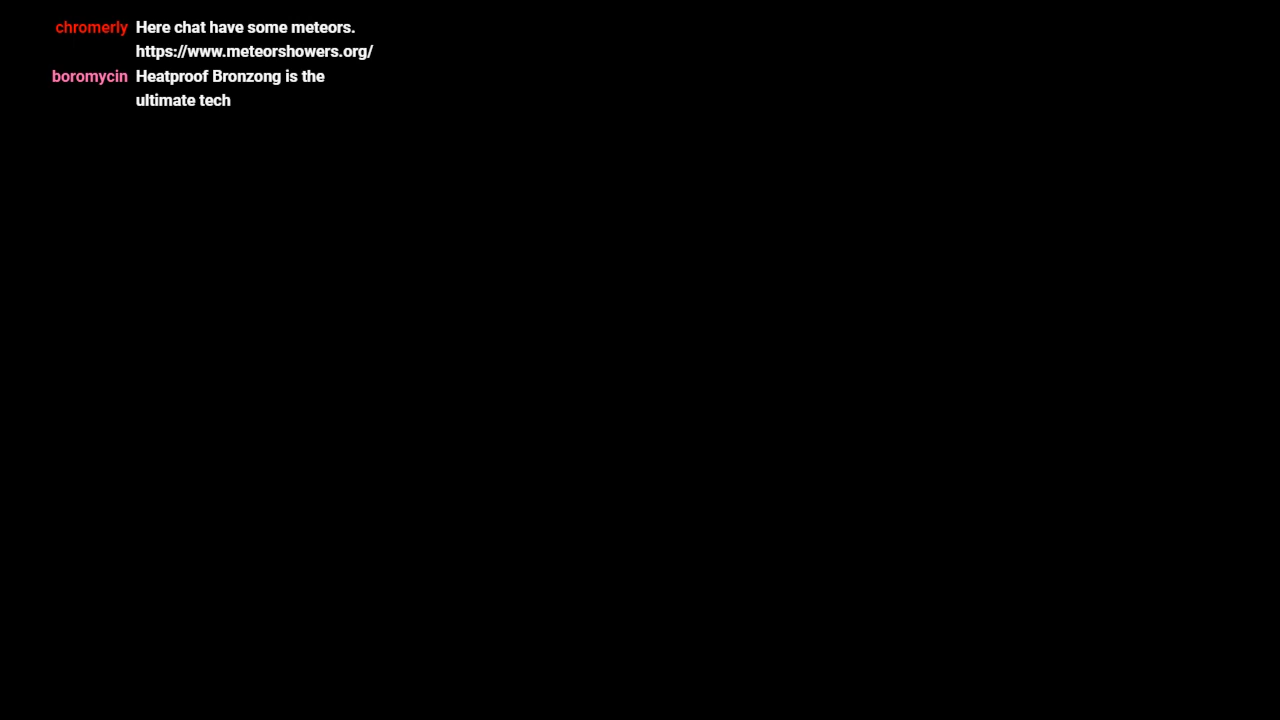 chromerly Here chat have some meteors.
https://www.meteorshowers.org/
boromycin Heatproof Bronzong is the
ultimate tech